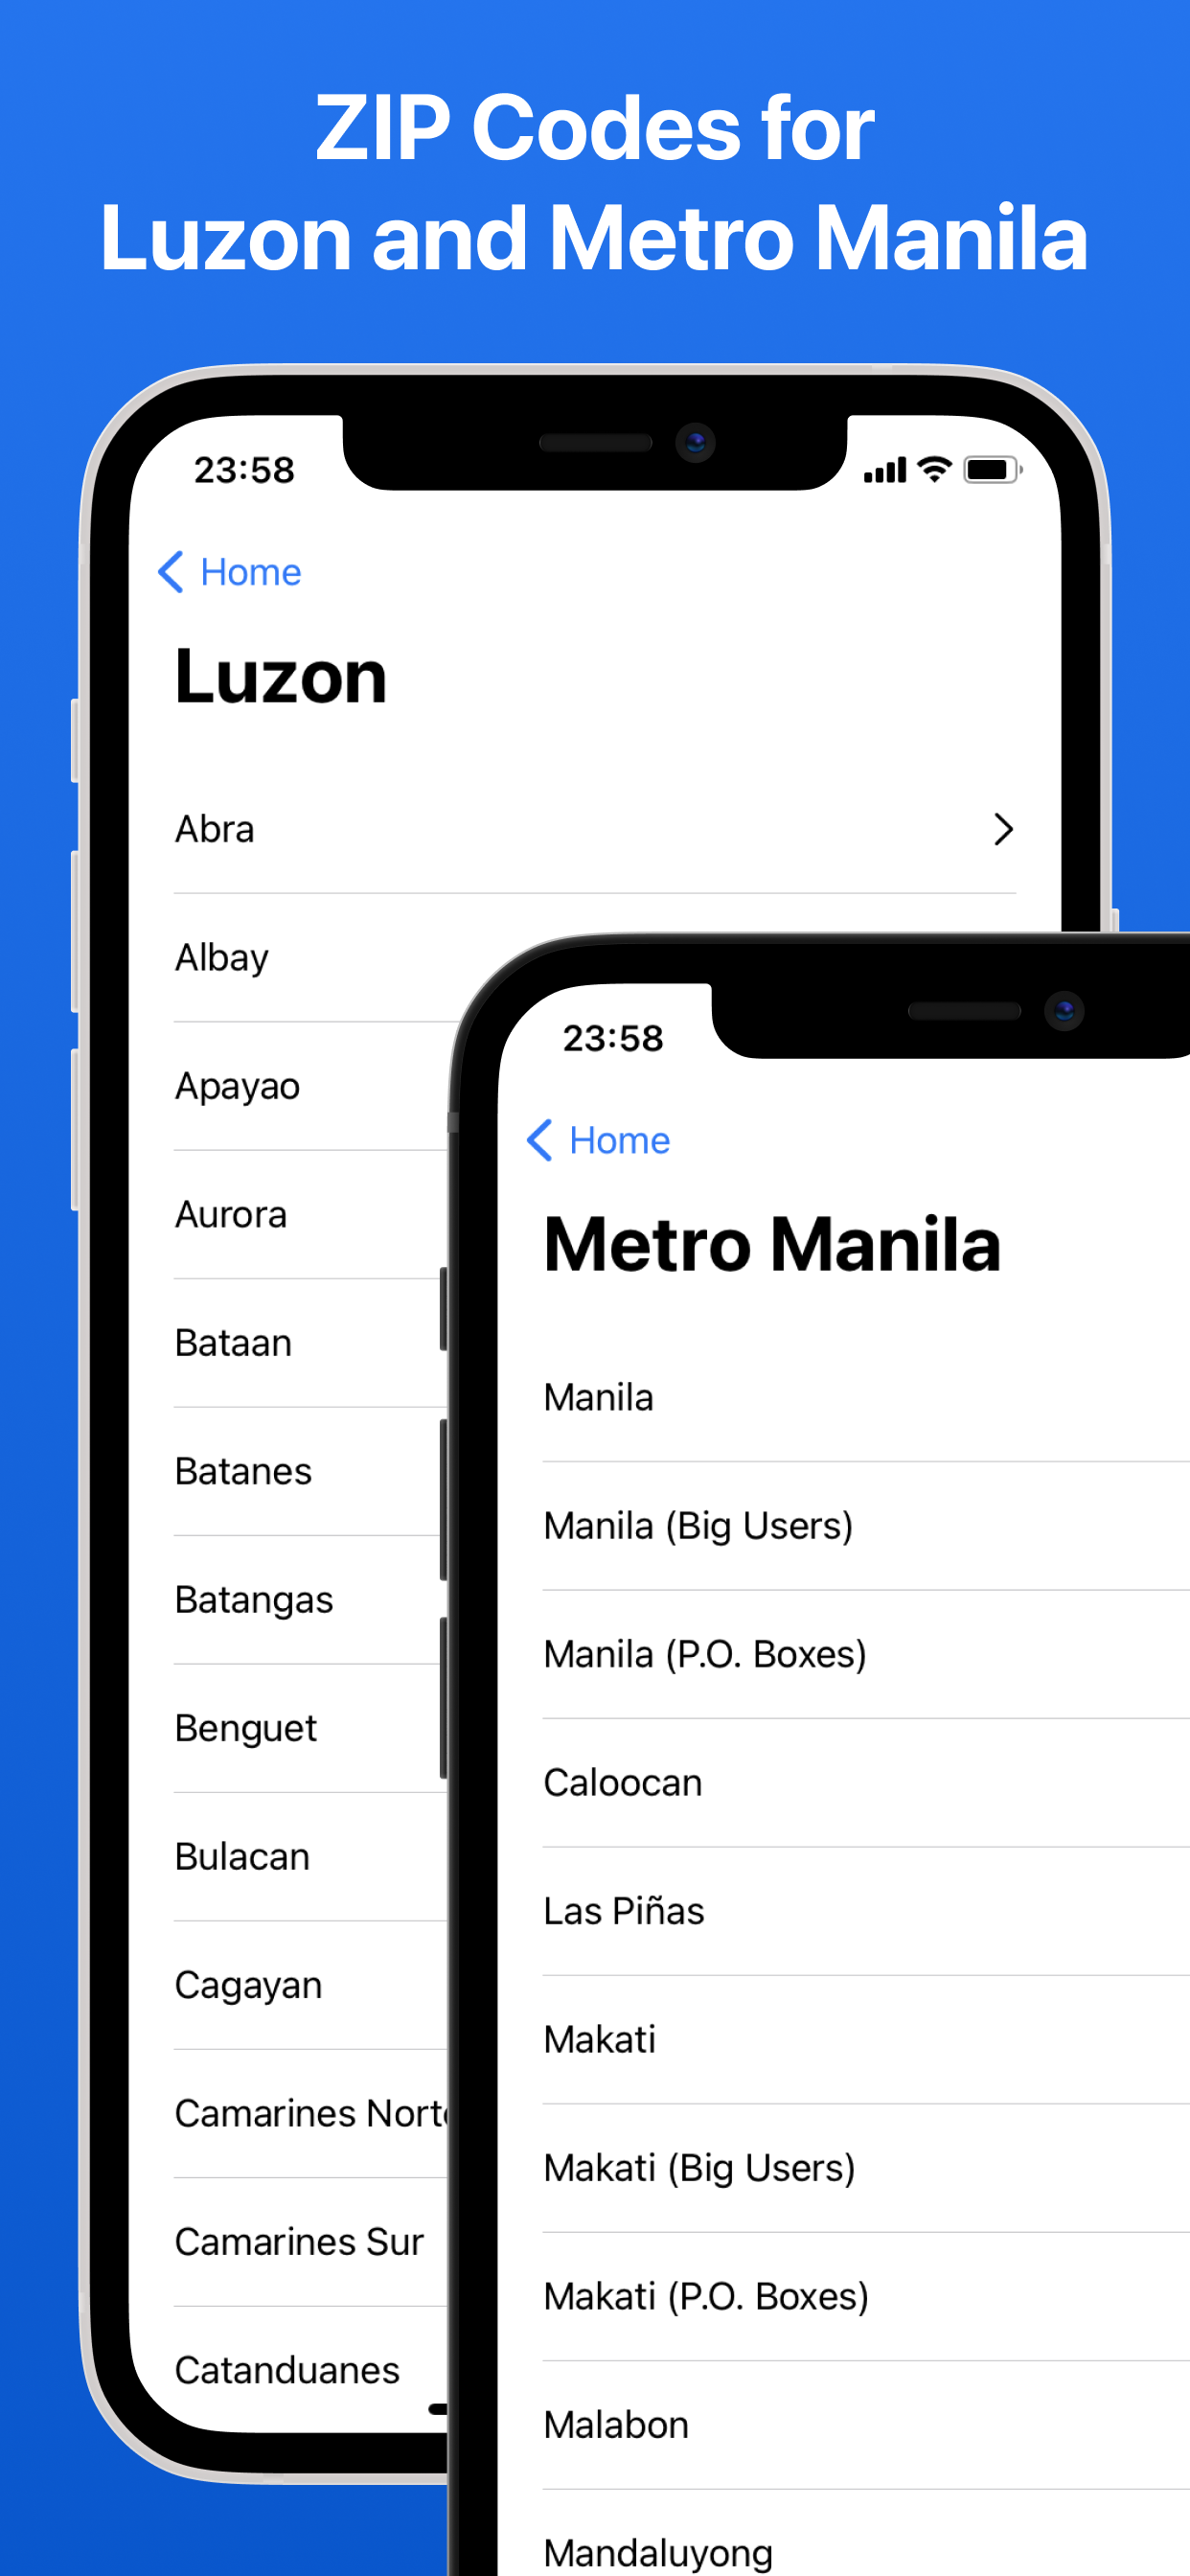 ZIP Codes for
Luzon and Metro Manila
23:58
Home
Luzon
Abra
Albay
Apayao
Aurora
Bataan
Batanes
Batangas
Benguet
Bulacan
Cagayan
Camarines Norte
Camarines Sur
Catanduanes
23:58
Home
Metro Manila
Manila
Manila (Big Users)
Manila (P.O. Boxes)
Caloocan
Las Piñas
Makati
Makati (Big Users)
Makati (P.O. Boxes)
Malabon
Mandaluyong